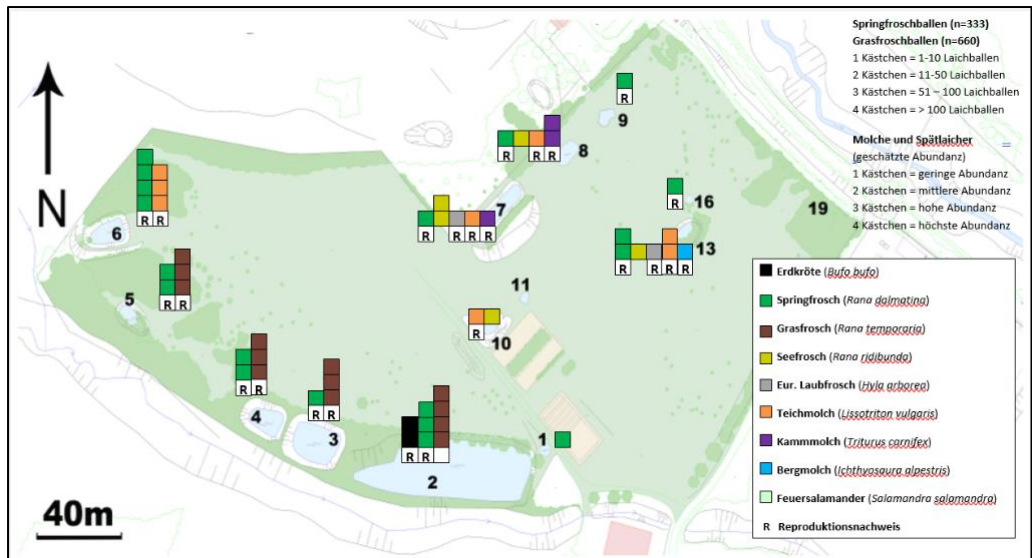 Springfroschballen (n=333)
Grasfroschballen (n=660)
1 Kästchen = 1-10 Laichballen
2 Kästchen = 11-50 Laichballen
3 Kästchen = 51 – 100 Laichballen
4 Kästchen = > 100 Laichballen
Molche und Spätlaicher
(geschätzte Abundanz)
1 Kästchen = geringe Abundanz
2 Kästchen = mittlere Abundanz
3 Kästchen = hohe Abundanz
4 Kästchen = höchste Abundanz
N
R
9
R R R
8
R
16
19
R R
6
R R R R
7
R R R R
13
R R
5
11
R
10
R R
4
R R
3
R R
2
1
40m
Erdkröte (Bufo bufo)
Springfrosch (Rana dalmatina)
Grasfrosch (Rana temporaria)
Seefrosch (Rana ridibunda)
Eur. Laubfrosch (Hyla arborea)
Teichmolch (Lissotriton vulgaris)
Kammmolch (Triturus carnifex)
Bergmolch (Ichthyosaura alpestris)
Feuersalamander (Salamandra salamandra)
R Reproduktionsnachweis